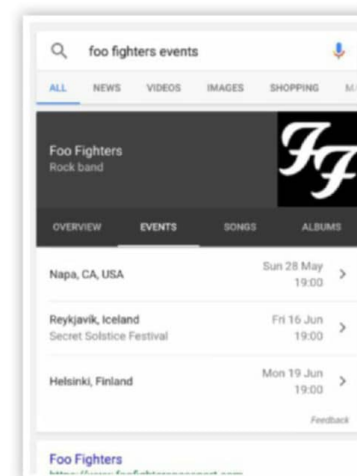 foo fighters events
ALL NEWS VIDEOS IMAGES SHOPPING
Foo Fighters
Rock band
FF
OVERVIEW EVENTS SONGS ALBUMS
Napa, CA, USA
Sun 28 May
19:00
Reykjavík, Iceland
Secret Solstice Festival
Fri 16 Jun
19:00
Helsinki, Finland
Mon 19 Jun
19:00
Feedback
Foo Fighters